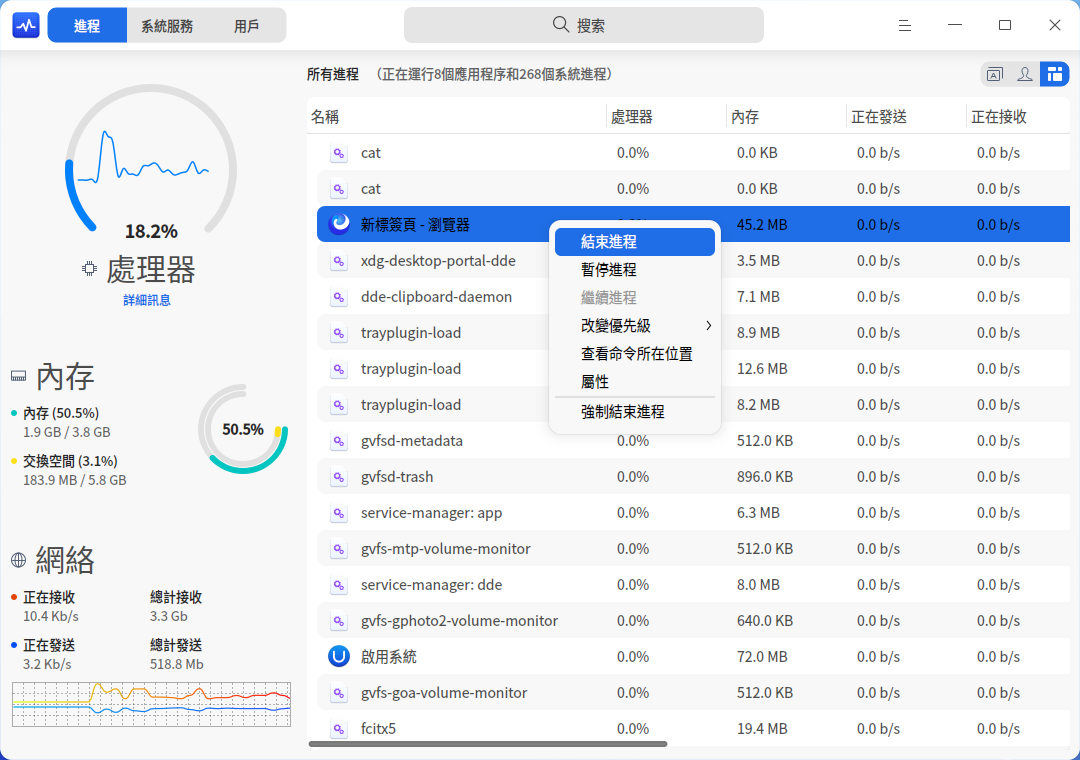 進程 系統服務 用戶 搜索
18.2%
處理器
詳細訊息
內存
內存 (50.5%)
1.9 GB / 3.8 GB
交換空間 (3.1%)
183.9 MB / 5.8 GB
50.5%
網絡
正在接收 總計接收
10.4 Kb/s 3.3 Gb
正在發送 總計發送
3.2 Kb/s 518.8 Mb
所有進程 （正在運行8個應用程序和268個系統進程）
名稱 處理器 內存 正在發送 正在接收
cat 0.0% 0.0 KB 0.0 b/s 0.0 b/s
cat 0.0% 0.0 KB 0.0 b/s 0.0 b/s
新標簽頁 - 瀏覽器 45.2 MB 0.0 b/s 0.0 b/s
xdg-desktop-portal-dde 3.5 MB 0.0 b/s 0.0 b/s
dde-clipboard-daemon 7.1 MB 0.0 b/s 0.0 b/s
trayplugin-load 8.9 MB 0.0 b/s 0.0 b/s
trayplugin-load 12.6 MB 0.0 b/s 0.0 b/s
trayplugin-load 8.2 MB 0.0 b/s 0.0 b/s
gvfsd-metadata 0.0% 512.0 KB 0.0 b/s 0.0 b/s
gvfsd-trash 0.0% 896.0 KB 0.0 b/s 0.0 b/s
service-manager: app 0.0% 6.3 MB 0.0 b/s 0.0 b/s
gvfs-mtp-volume-monitor 0.0% 512.0 KB 0.0 b/s 0.0 b/s
service-manager: dde 0.0% 8.0 MB 0.0 b/s 0.0 b/s
gvfs-gphoto2-volume-monitor 0.0% 640.0 KB 0.0 b/s 0.0 b/s
啟用系統 0.0% 72.0 MB 0.0 b/s 0.0 b/s
gvfs-goa-volume-monitor 0.0% 512.0 KB 0.0 b/s 0.0 b/s
fcitx5 0.0% 19.4 MB 0.0 b/s 0.0 b/s
結束進程
暫停進程
繼續進程
改變優先級
查看命令所在位置
屬性
強制結束進程